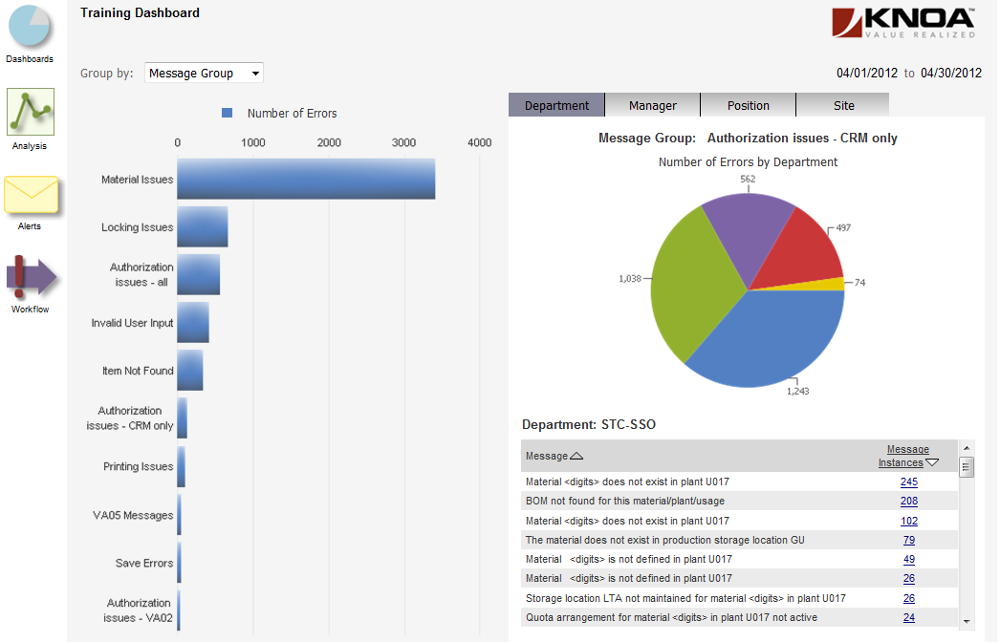 Training Dashboard
KNOA™
VALUE REALIZED
Dashboards
Analysis
Alerts
Workflow
Group by: Message Group
04/01/2012 to 04/30/2012
Number of Errors
0 1000 2000 3000 4000
Material Issues
Locking Issues
Authorization
issues - all
Invalid User Input
Item Not Found
Authorization
issues - CRM only
Printing Issues
VA05 Messages
Save Errors
Authorization
issues - VA02
Department Manager Position Site
Message Group: Authorization issues - CRM only
Number of Errors by Department
562
497
1,038
74
1,243
Department: STC-SSO
Message
Message
Instances
Material <digits> does not exist in plant U017 245
BOM not found for this material/plant/usage 208
Material <digits> does not exist in plant U017 102
The material does not exist in production storage location GU 79
Material <digits> is not defined in plant U017 49
Material <digits> is not defined in plant U017 26
Storage location LTA not maintained for material <digits> in plant U017 26
Quota arrangement for material <digits> in plant U017 not active 24